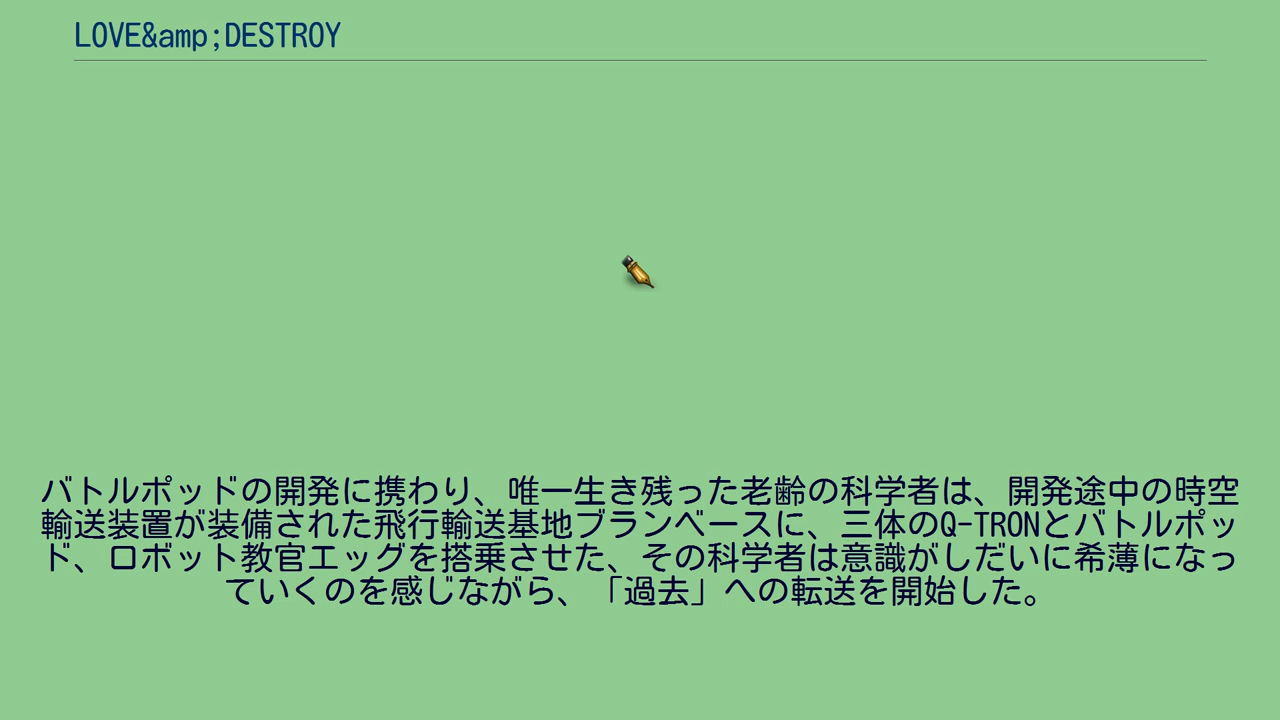 LOVE&amp;DESTROY
バトルポッドの開発に携わり、唯一生き残った老齢の科学者は、開発途中の時空
輸送装置が装備された飛行輸送基地ブランベースに、三体のQ-TRONとバトルポッ
ド、ロボット教官エッグを搭乗させた、その科学者は意識がしだいに希薄になっ
ていくのを感じながら、「過去」への転送を開始した。